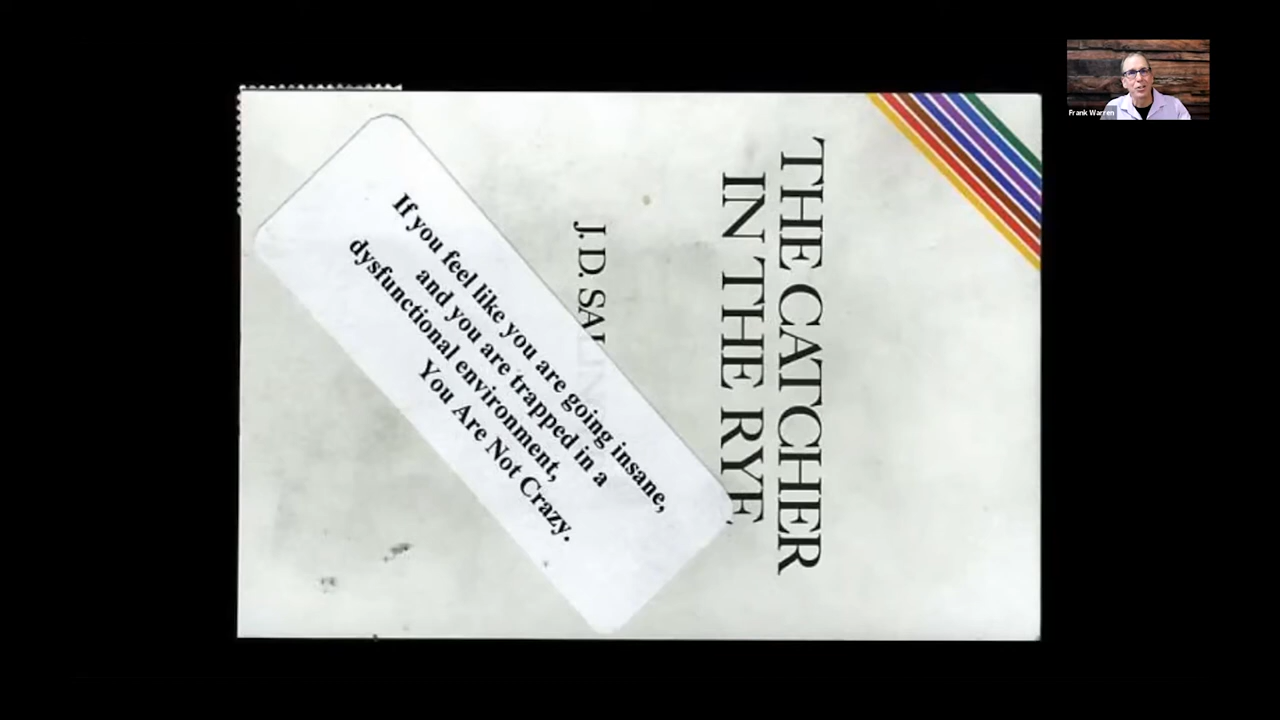 THE CATCHER
IN THE RYE
J. D. SALIN
If you feel like you are going insane,
and you are trapped in a
dysfunctional environment,
You Are Not Crazy.
Frank Warren